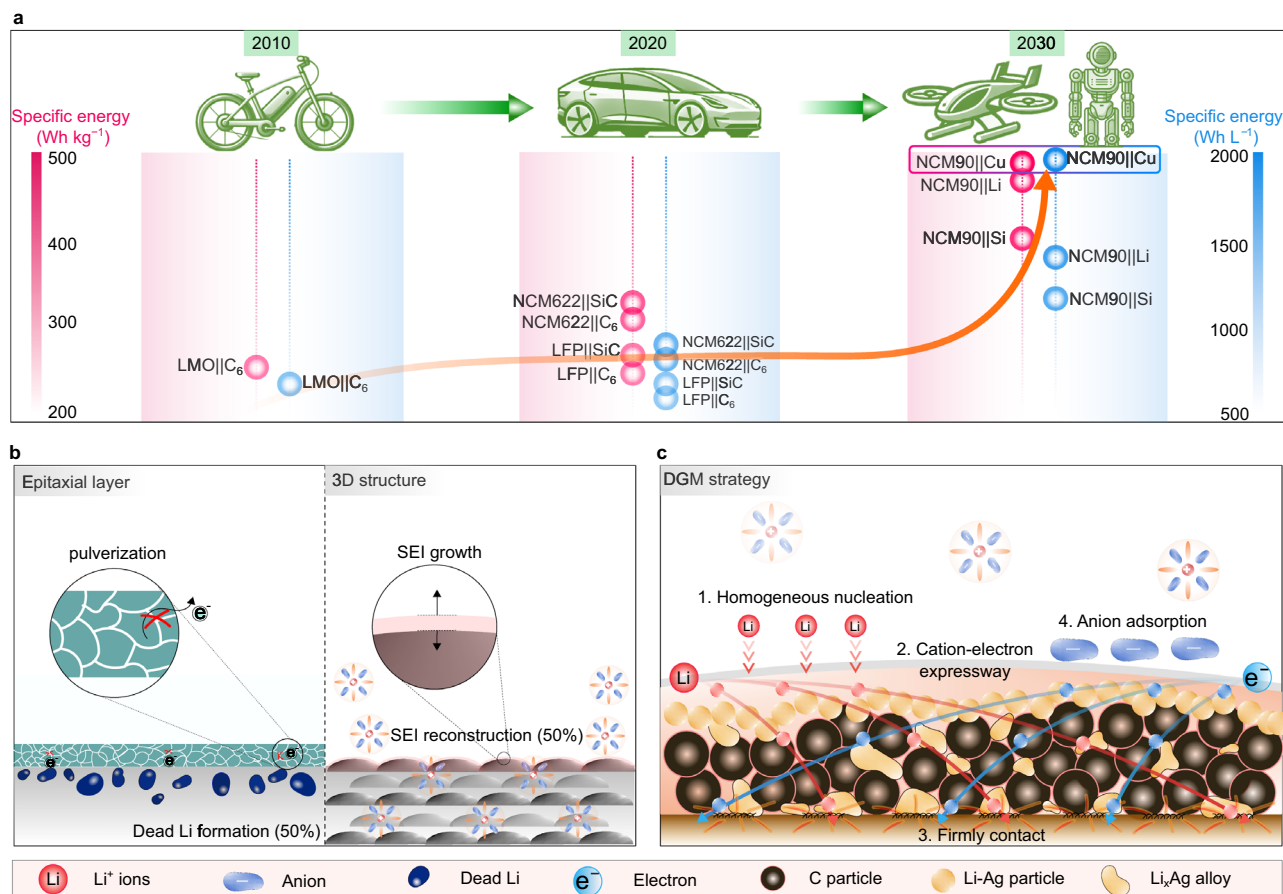 a
2010
2020
2030
Specific energy
(Wh kg⁻¹)
500
400
300
200
Specific energy
(Wh L⁻¹)
2000
1500
1000
500
LMO||C₆
LMO||C₆
NCM622||SiC
NCM622||C₆
LFP||SiC
LFP||C₆
NCM622||SiC
NCM622||C₆
LFP||SiC
LFP||C₆
NCM90||Cu
NCM90||Li
NCM90||Si
NCM90||Cu
NCM90||Li
NCM90||Si
b
Epitaxial layer
pulverization
e⁻
e⁻
e⁻
e⁻
Dead Li formation (50%)
3D structure
SEI growth
SEI reconstruction (50%)
c
DGM strategy
1. Homogeneous nucleation
Li
Li
Li
4. Anion adsorption
2. Cation-electron
expressway
Li
e⁻
3. Firmly contact
Li
Li⁺ ions
Anion
Dead Li
e⁻
Electron
C particle
Li-Ag particle
LiₓAg alloy